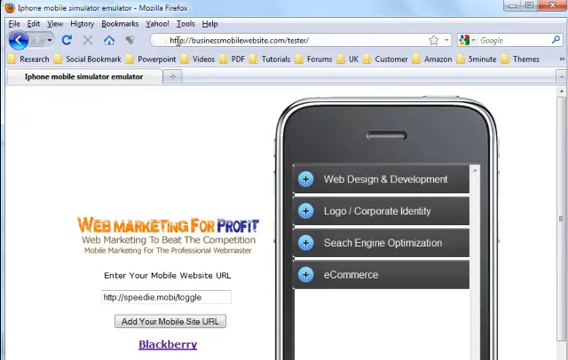 Iphone mobile simulator emulator - Mozilla Firefox
File Edit View History Bookmarks Yahoo! Tools Help
http://businessmobilewebsite.com/tester/
Google
Research Social Bookmark Powerpoint Videos PDF Tutorials Forums UK Customer Amazon 5minute Themes
Iphone mobile simulator emulator
Web Design & Development
Logo / Corporate Identity
Seach Engine Optimization
eCommerce
WEB MARKETING FOR PROFIT
Web Marketing To Beat The Competition
Mobile Marketing For The Professional Webmaster
Enter Your Mobile Website URL
http://speedie.mobi/toggle
Add Your Mobile Site URL
Blackberry